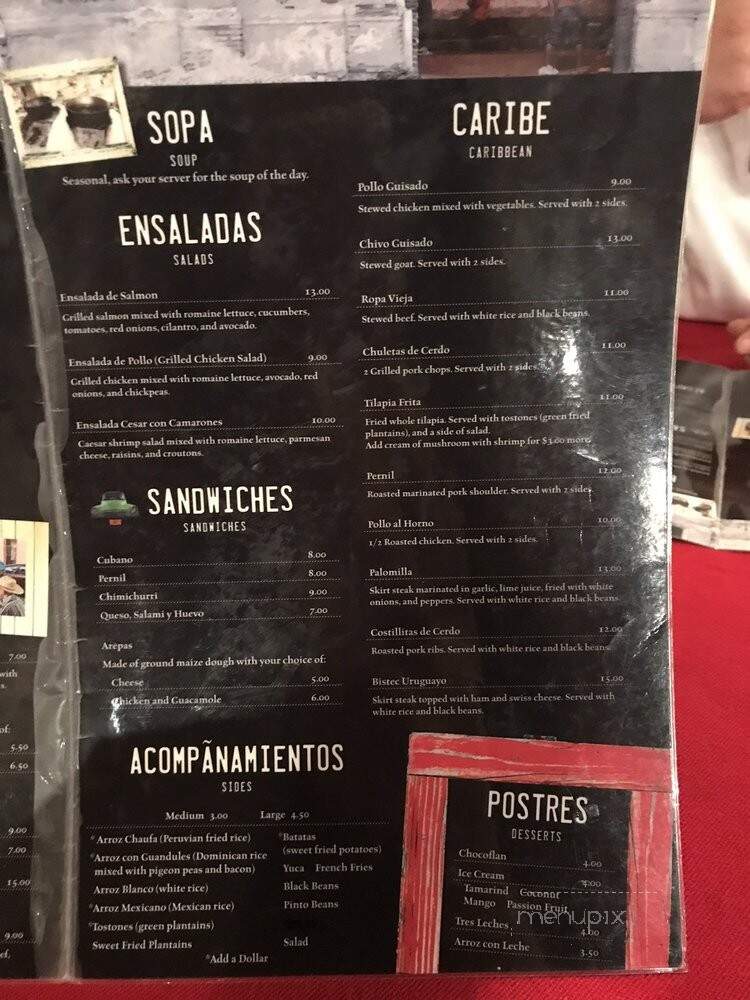 SOPA
SOUP
Seasonal, ask your server for the soup of the day.
ENSALADAS
SALADS
Ensalada de Salmon 13.00
Grilled salmon mixed with romaine lettuce, cucumbers,
tomatoes, red onions, cilantro, and avocado.
Ensalada de Pollo (Grilled Chicken Salad) 9.00
Grilled chicken mixed with romaine lettuce, avocado, red
onions, and chickpeas.
Ensalada Cesar con Camarones 10.00
Caesar shrimp salad mixed with romaine lettuce, parmesan
cheese, raisins, and croutons.
SANDWICHES
SANDWICHES
Cubano 8.00
Pernil 8.00
Chimichurri 9.00
Queso, Salami y Huevo 7.00
Arepas
Made of ground maize dough with your choice of:
Cheese 5.00
Chicken and Guacamole 6.00
ACOMPÃNAMIENTOS
SIDES
Medium 3.00 Large 4.50
*Arroz Chaufa (Peruvian fried rice)
*Arroz con Guandules (Dominican rice
mixed with pigeon peas and bacon)
Arroz Blanco (white rice)
*Arroz Mexicano (Mexican rice)
*Tostones (green plantains)
Sweet Fried Plantains
*Batatas
(sweet fried potatoes)
Yuca French Fries
Black Beans
Pinto Beans
Salad
*Add a Dollar
CARIBE
CARIBBEAN
Pollo Guisado 9.00
Stewed chicken mixed with vegetables. Served with 2 sides.
Chivo Guisado 13.00
Stewed goat. Served with 2 sides.
Ropa Vieja 11.00
Stewed beef. Served with white rice and black beans.
Chuletas de Cerdo 11.00
2 Grilled pork chops. Served with 2 sides.
Tilapia Frita 11.00
Fried whole tilapia. Served with tostones (green fried
plantains), and a side of salad.
Add cream of mushroom with shrimp for $3.00 more.
Pernil 12.00
Roasted marinated pork shoulder. Served with 2 sides.
Pollo al Horno 10.00
1/2 Roasted chicken. Served with 2 sides.
Palomilla 13.00
Skirt steak marinated in garlic, lime juice, fried with white
onions, and peppers. Served with white rice and black beans.
Costillitas de Cerdo 12.00
Roasted pork ribs. Served with white rice and black beans.
Bistec Uruguayo 15.00
Skirt steak topped with ham and swiss cheese. Served with
white rice and black beans.
POSTRES
DESSERTS
Chocoflan 4.00
Ice Cream 4.00
Tamarind Coconut
Mango Passion Fruit
Tres Leches 4.00
Arroz con Leche 3.50
menupix
7.00
with
s.
of:
5.50
6.50
9.00
7.00
15.00
9.00
ef,